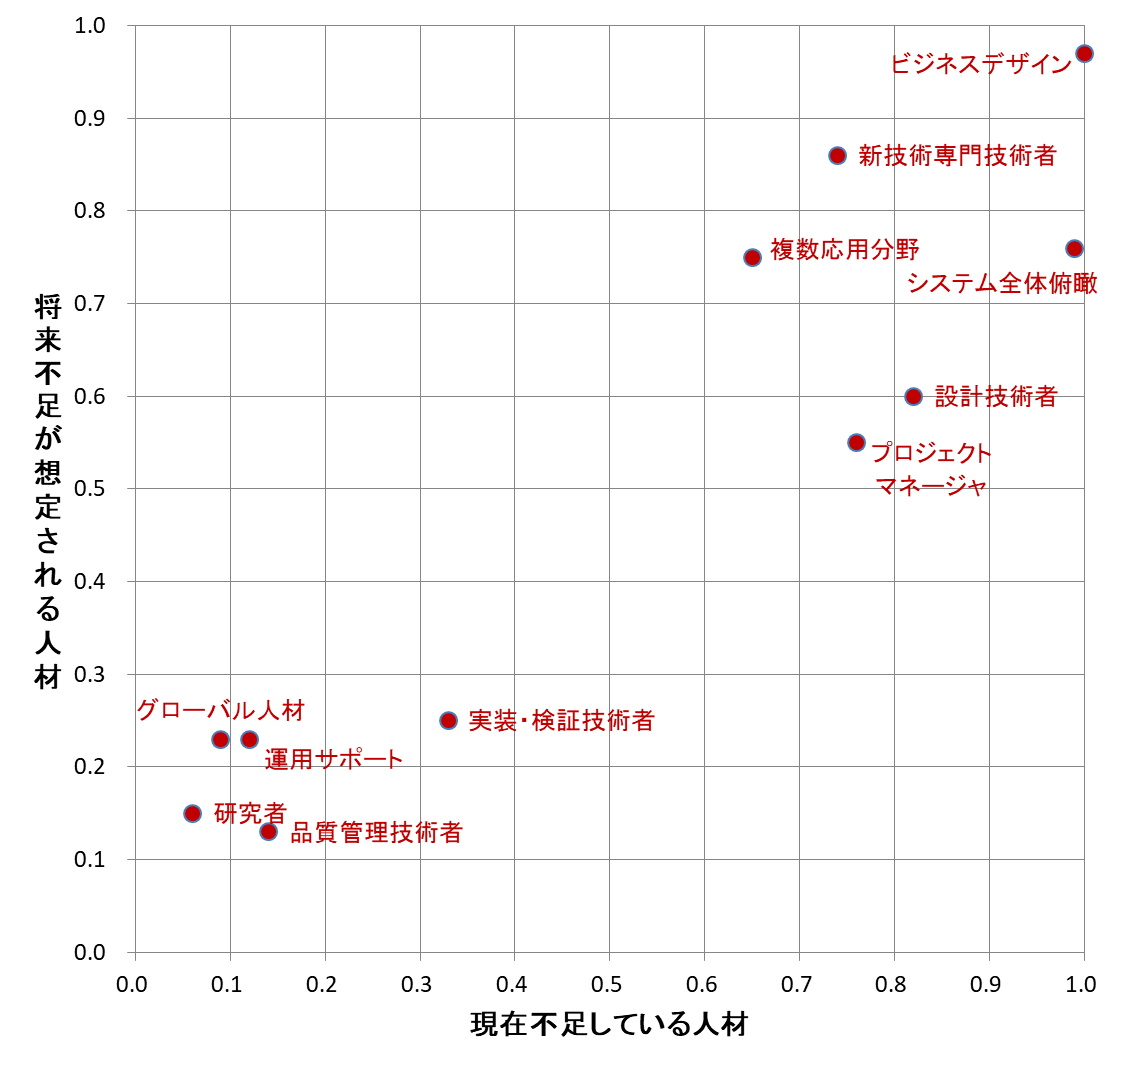 1.0
ビジネスデザイン
0.9
新技術専門技術者
0.8
複数応用分野
システム全体俯瞰
0.7
将来不足が想定される人材
0.6
設計技術者
プロジェクト
マネージャ
0.5
0.4
0.3
グローバル人材
実装・検証技術者
運用サポート
0.2
研究者
品質管理技術者
0.1
0.0
0.0 0.1 0.2 0.3 0.4 0.5 0.6 0.7 0.8 0.9 1.0
現在不足している人材